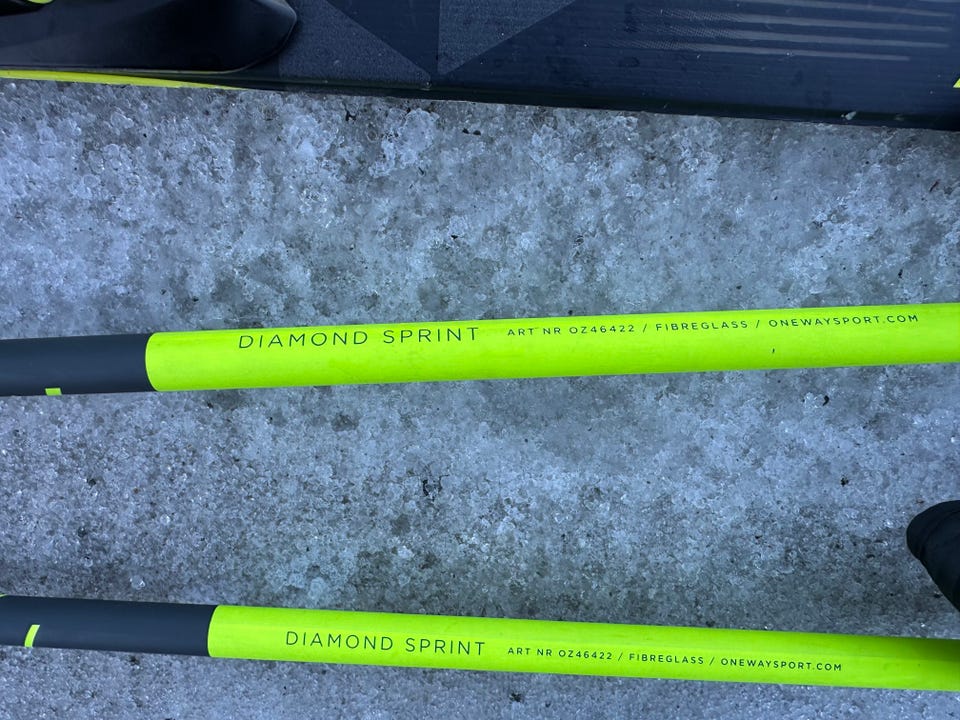 DIAMOND SPRINT ART NR OZ46422 / FIBREGLASS / ONEWAYSPORT.COM
DIAMOND SPRINT ART NR OZ46422 / FIBREGLASS / ONEWAYSPORT.COM